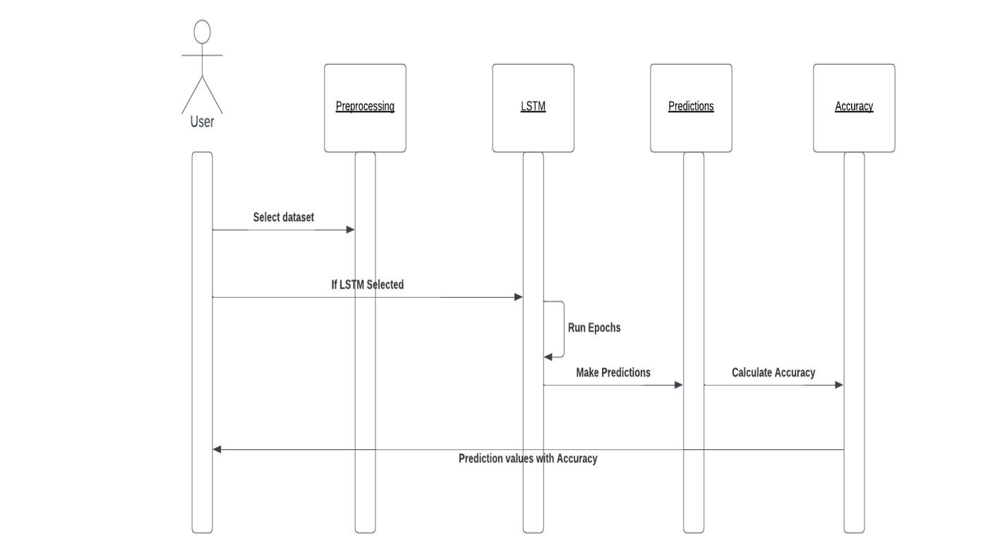 User
Preprocessing
LSTM
Predictions
Accuracy
Select dataset
If LSTM Selected
Run Epochs
Make Predictions
Calculate Accuracy
Prediction values with Accuracy